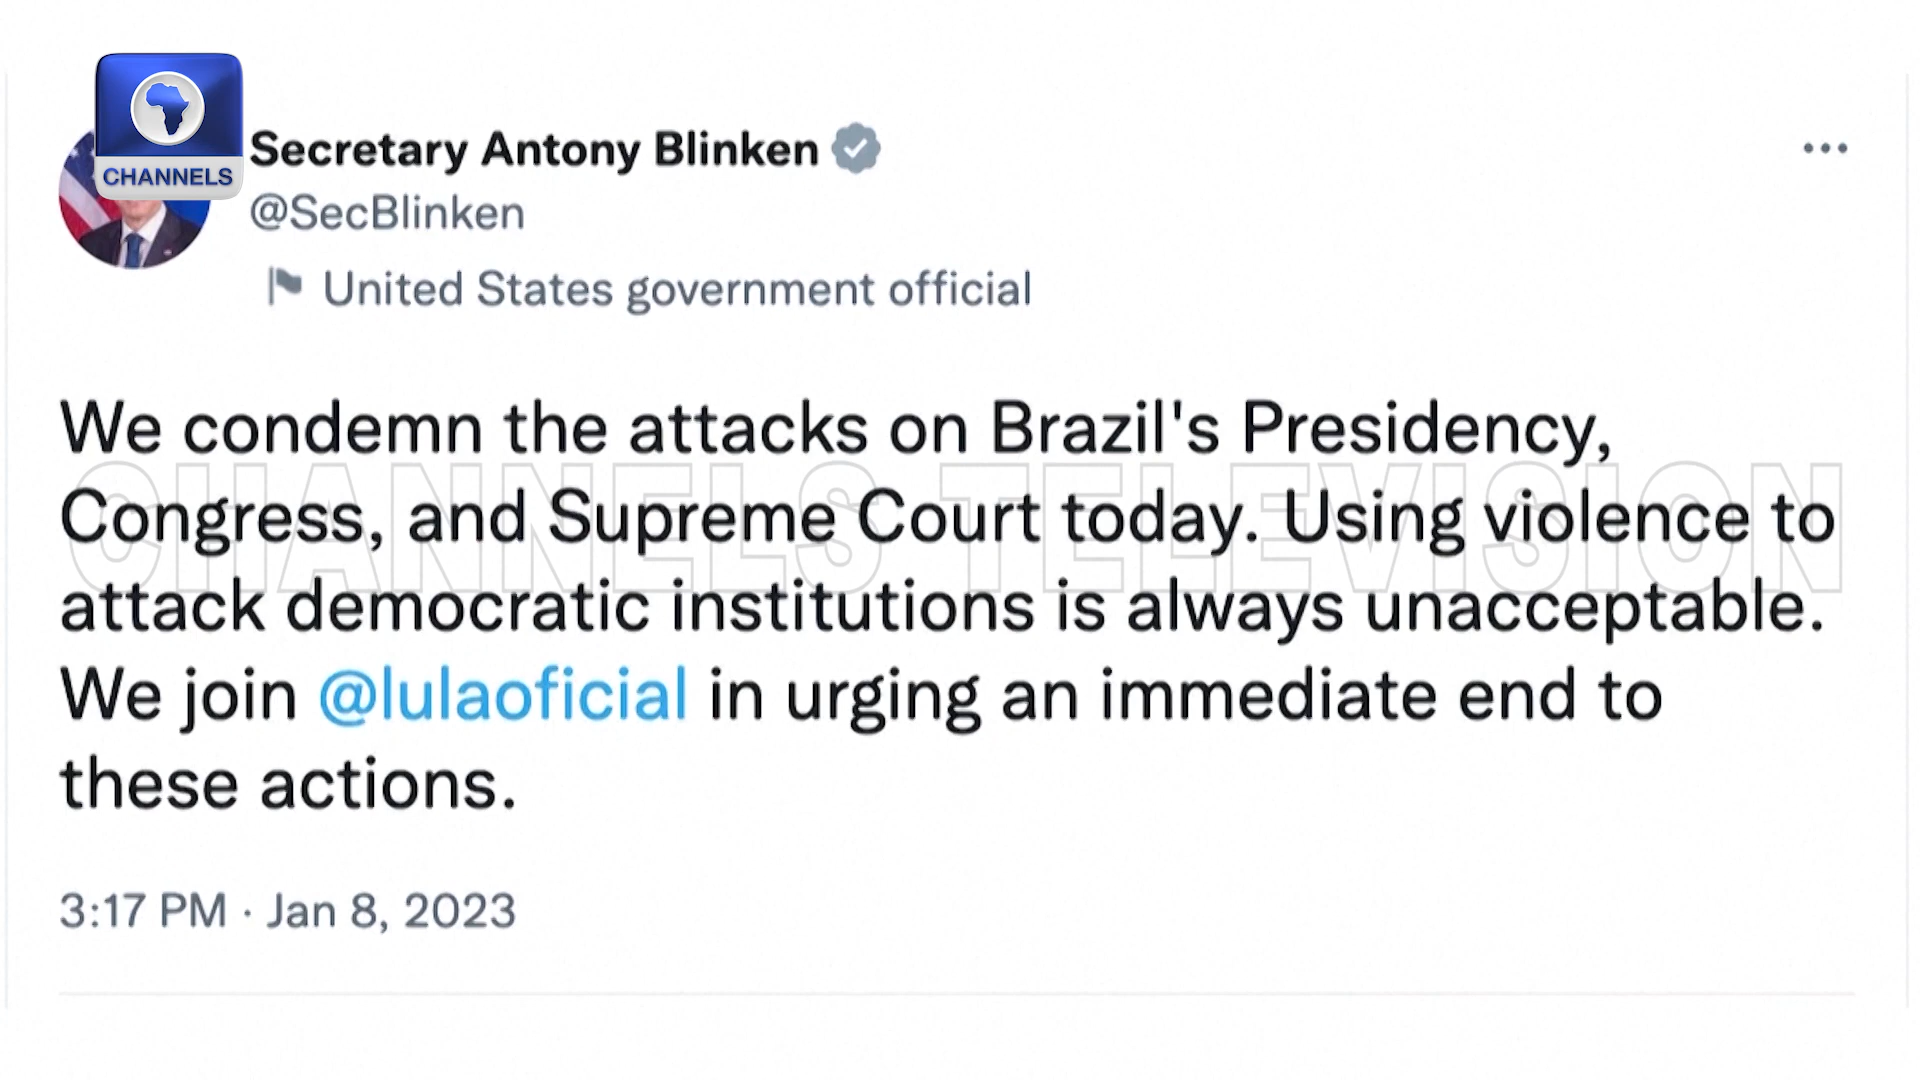 CHANNELS
Secretary Antony Blinken
@SecBlinken
United States government official
We condemn the attacks on Brazil's Presidency,
CHANNELS TELEVISION
Congress, and Supreme Court today. Using violence to
attack democratic institutions is always unacceptable.
We join @lulaoficial in urging an immediate end to
these actions.
3:17 PM · Jan 8, 2023